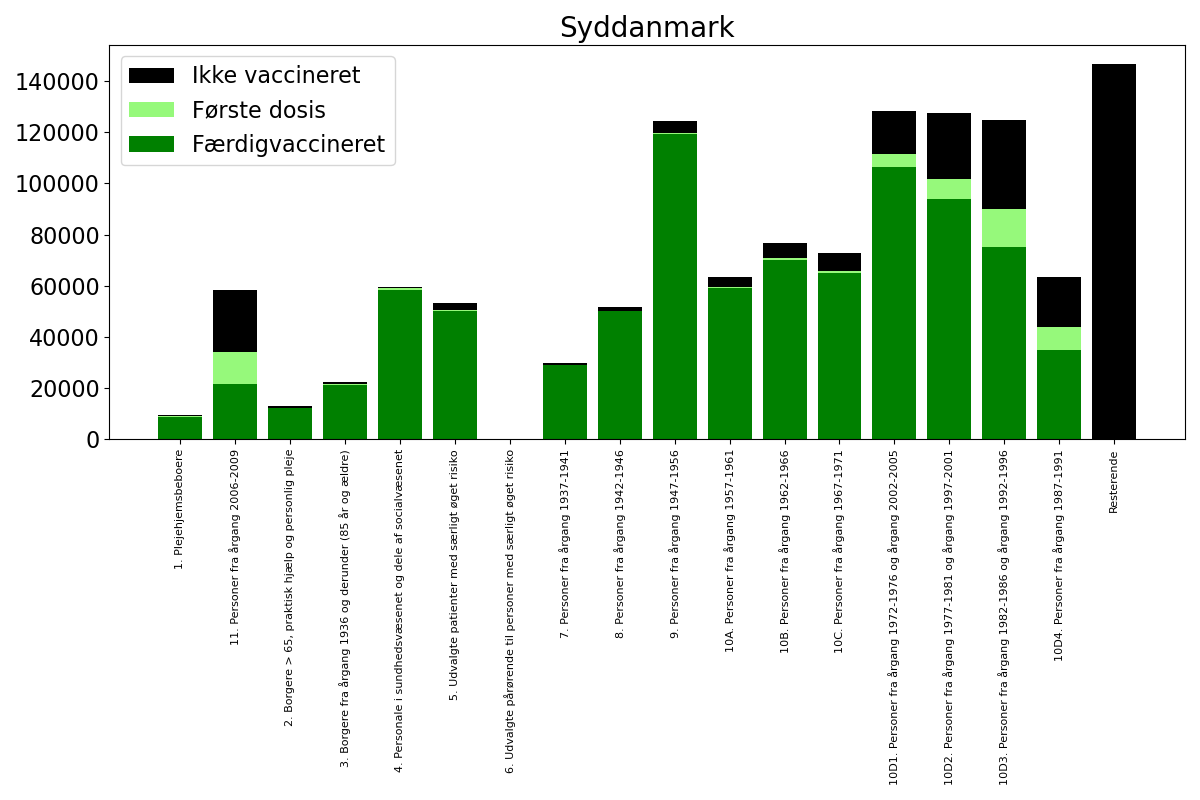 Syddanmark
Ikke vaccineret
Første dosis
Færdigvaccineret
140000
120000
100000
80000
60000
40000
20000
0
1. Plejehjemsbeboere
11. Personer fra årgang 2006-2009
2. Borgere > 65, praktisk hjælp og personlig pleje
3. Borgere fra årgang 1936 og derunder (85 år og ældre)
4. Personale i sundhedsvæsenet og dele af socialvæsenet
5. Udvalgte patienter med særligt øget risiko
6. Udvalgte pårørende til personer med særligt øget risiko
7. Personer fra årgang 1937-1941
8. Personer fra årgang 1942-1946
9. Personer fra årgang 1947-1956
10A. Personer fra årgang 1957-1961
10B. Personer fra årgang 1962-1966
10C. Personer fra årgang 1967-1971
10D1. Personer fra årgang 1972-1976 og årgang 2002-2005
10D2. Personer fra årgang 1977-1981 og årgang 1997-2001
10D3. Personer fra årgang 1982-1986 og årgang 1992-1996
10D4. Personer fra årgang 1987-1991
Resterende